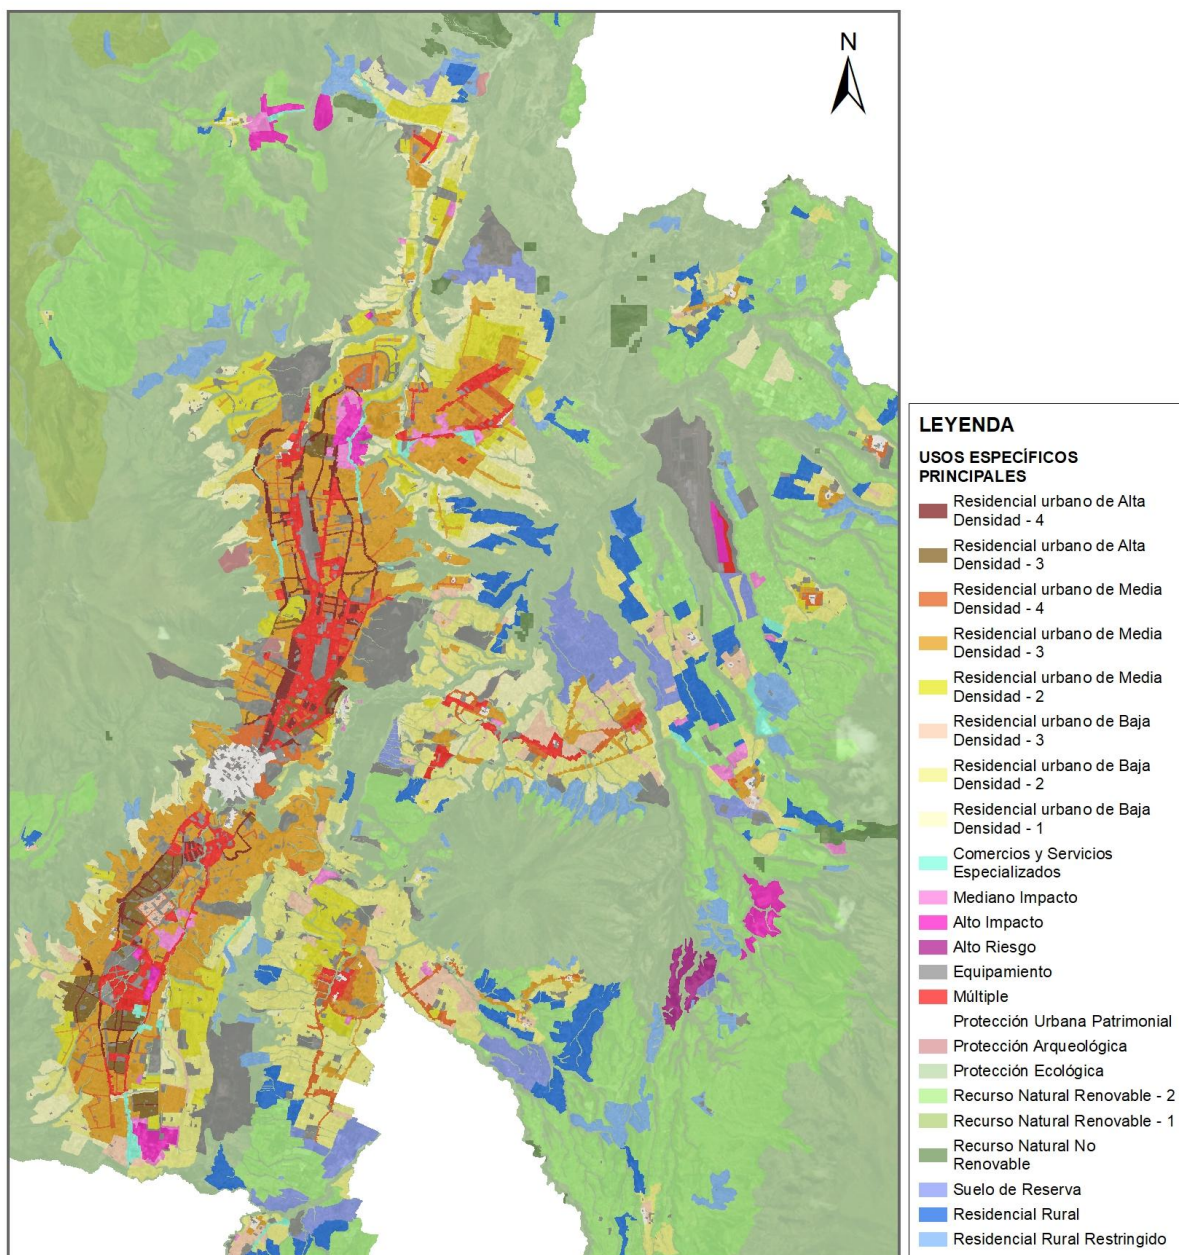 N
LEYENDA
USOS ESPECÍFICOS
PRINCIPALES
Residencial urbano de Alta
Densidad - 4
Residencial urbano de Alta
Densidad - 3
Residencial urbano de Media
Densidad - 4
Residencial urbano de Media
Densidad - 3
Residencial urbano de Media
Densidad - 2
Residencial urbano de Baja
Densidad - 3
Residencial urbano de Baja
Densidad - 2
Residencial urbano de Baja
Densidad - 1
Comercios y Servicios
Especializados
Mediano Impacto
Alto Impacto
Alto Riesgo
Equipamiento
Múltiple
Protección Urbana Patrimonial
Protección Arqueológica
Protección Ecológica
Recurso Natural Renovable - 2
Recurso Natural Renovable - 1
Recurso Natural No
Renovable
Suelo de Reserva
Residencial Rural
Residencial Rural Restringido